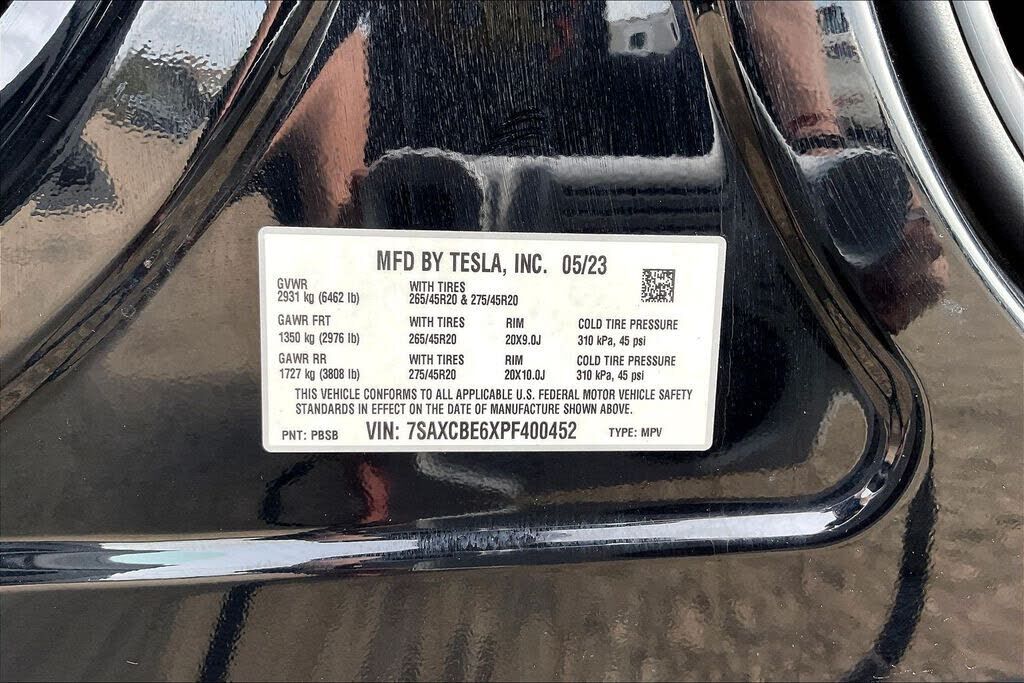 MFD BY TESLA, INC. 05/23
GVWR WITH TIRES
2931 kg (6462 lb) 265/45R20 & 275/45R20
GAWR FRT WITH TIRES RIM COLD TIRE PRESSURE
1350 kg (2976 lb) 265/45R20 20X9.0J 310 kPa, 45 psi
GAWR RR WITH TIRES RIM COLD TIRE PRESSURE
1727 kg (3808 lb) 275/45R20 20X10.0J 310 kPa, 45 psi
THIS VEHICLE CONFORMS TO ALL APPLICABLE U.S. FEDERAL MOTOR VEHICLE SAFETY
STANDARDS IN EFFECT ON THE DATE OF MANUFACTURE SHOWN ABOVE.
PNT: PBSB VIN: 7SAXCBE6XPF400452 TYPE: MPV